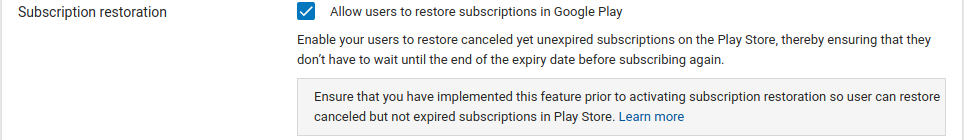 Subscription restoration
Allow users to restore subscriptions in Google Play
Enable your users to restore canceled yet unexpired subscriptions on the Play Store, thereby ensuring that they
don't have to wait until the end of the expiry date before subscribing again.
Ensure that you have implemented this feature prior to activating subscription restoration so user can restore
canceled but not expired subscriptions in Play Store. Learn more